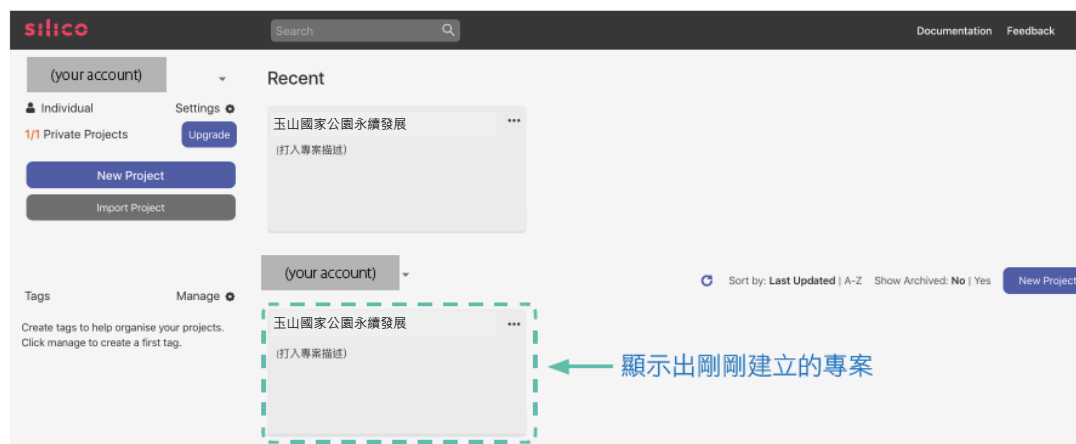 silico
Search
Documentation Feedback
(your account)
Individual Settings
1/1 Private Projects Upgrade
New Project
Import Project
Recent
玉山國家公園永續發展 •••
(打入專案描述)
(your account)
Sort by: Last Updated | A-Z Show Archived: No | Yes New Project
Tags Manage
Create tags to help organise your projects.
Click manage to create a first tag.
玉山國家公園永續發展 •••
(打入專案描述)
顯示出剛剛建立的專案